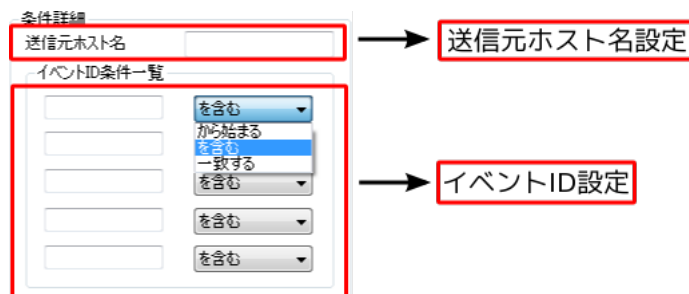 条件詳細
送信元ホスト名
送信元ホスト名設定
イベントID条件一覧
を含む
から始まる
を含む
一致する
を含む
イベントID設定
を含む
を含む